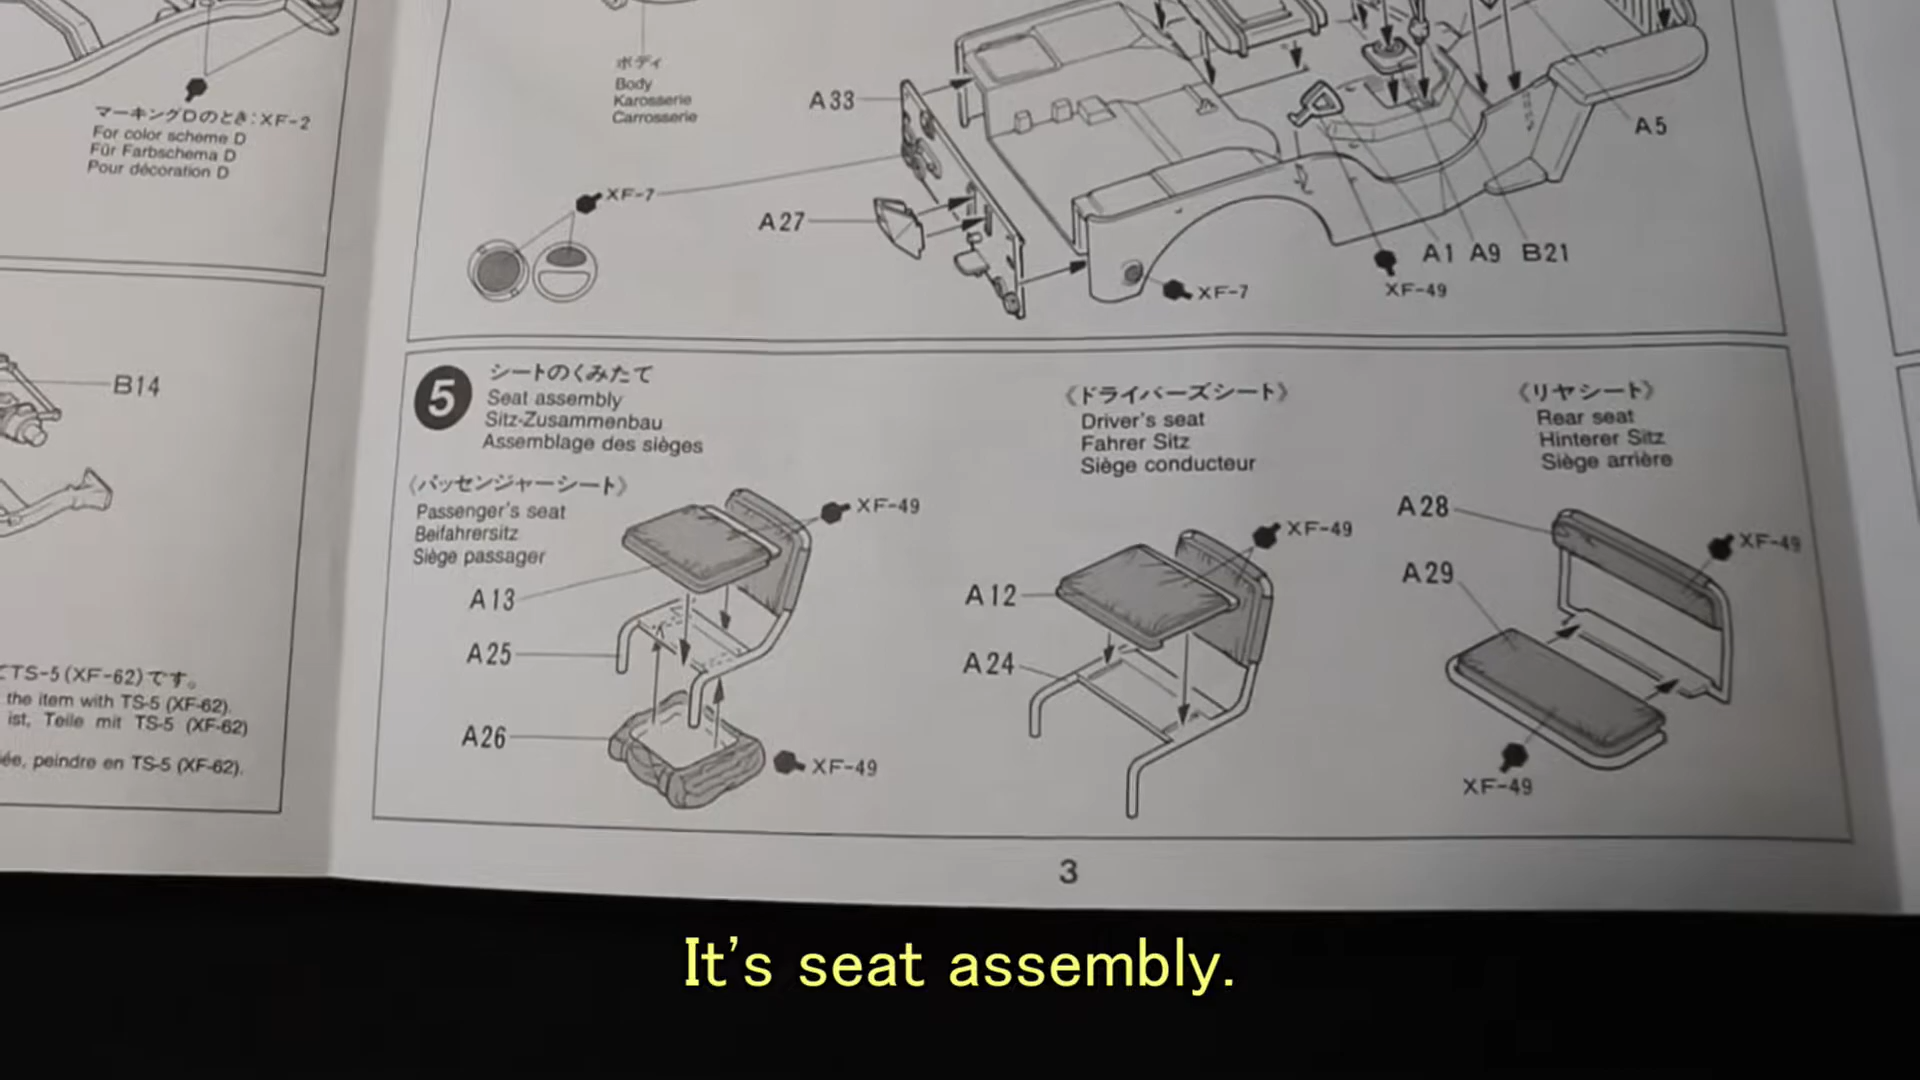 マーキングDのとき:XF-2
For color scheme D
Für Farbschema D
Pour décoration D
B14
TS-5(XF-62)です。
the item with TS-5 (XF-62).
ist, Teile mit TS-5 (XF-62)
peindre en TS-5 (XF-62).
ボディ
Body
Karosserie
Carrosserie
A33
XF-7
A27
A5
A1 A9 B21
XF-49
XF-7
5
シートのくみたて
Seat assembly
Sitz-Zusammenbau
Assemblage des sièges
《パッセンジャーシート》
Passenger's seat
Beifahrersitz
Siège passager
XF-49
A13
A25
A26
XF-49
《ドライバーズシート》
Driver's seat
Fahrer Sitz
Siège conducteur
XF-49
A12
A24
《リヤシート》
Rear seat
Hinterer Sitz
Siège arrière
A28
XF-49
A29
XF-49
3
It's seat assembly.